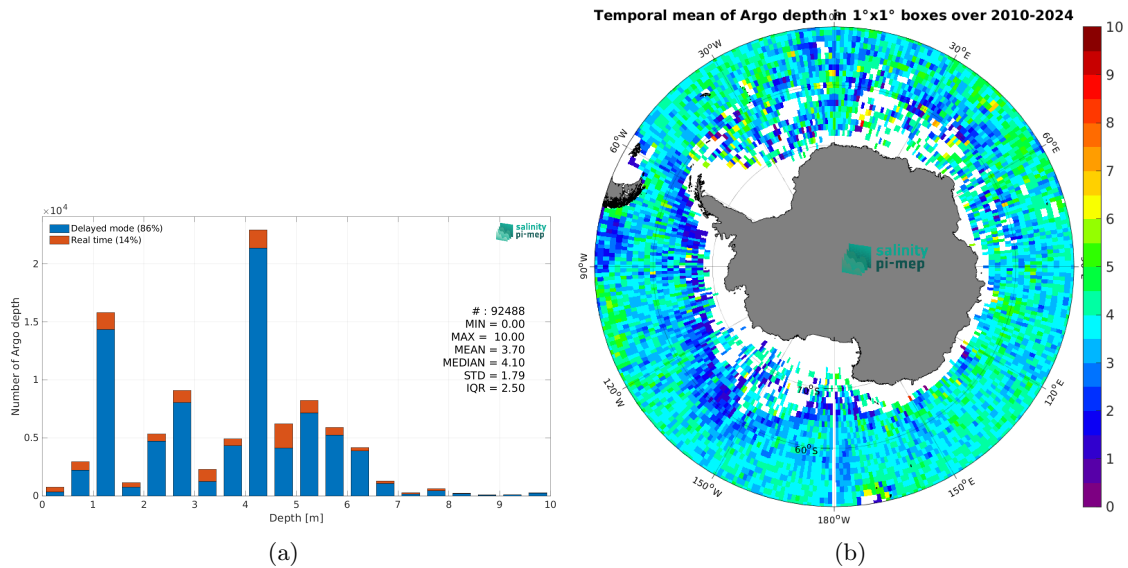 ×10⁴
Delayed mode (86%)
Real time (14%)
salinity
pi-mep
2
1.5
1
0.5
0
Number of Argo depth
# : 92488
MIN = 0.00
MAX = 10.00
MEAN = 3.70
MEDIAN = 4.10
STD = 1.79
IQR = 2.50
0 1 2 3 4 5 6 7 8 9 10
Depth [m]
(a)
Temporal mean of Argo depth in 1°x1° boxes over 2010-2024
30°W
30°E
60°W
60°E
90°W
salinity
pi-mep
120°W
120°E
60°S
150°W
150°E
180°W
10
9
8
7
6
5
4
3
2
1
0
(b)